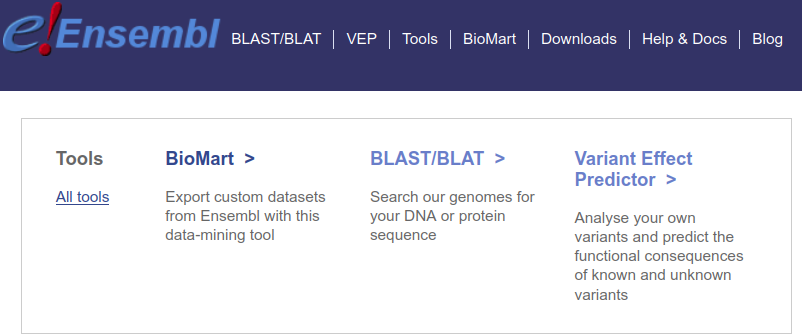 e!Ensembl BLAST/BLAT VEP Tools BioMart Downloads Help & Docs Blog
Tools
All tools
BioMart >
Export custom datasets
from Ensembl with this
data-mining tool
BLAST/BLAT >
Search our genomes for
your DNA or protein
sequence
Variant Effect
Predictor >
Analyse your own
variants and predict the
functional consequences
of known and unknown
variants